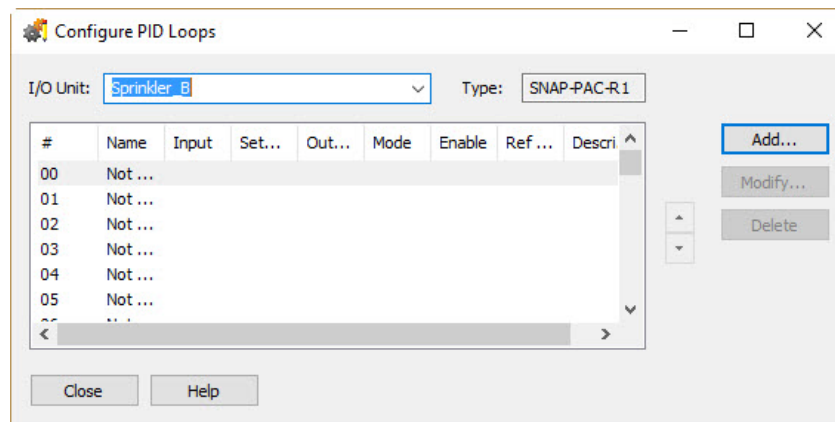 Configure PID Loops
I/O Unit: Sprinkler_B Type: SNAP-PAC-R1
# Name Input Set... Out... Mode Enable Ref ... Descri.
00 Not ...
01 Not ...
02 Not ...
03 Not ...
04 Not ...
05 Not ...
Add...
Modify...
Delete
Close Help